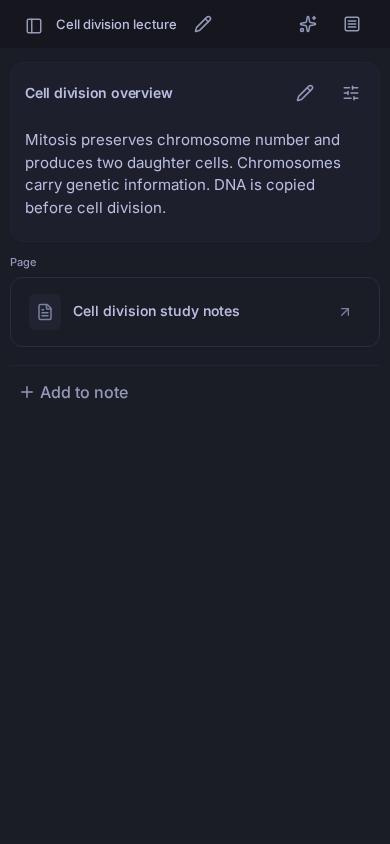 Cell division lecture
Cell division overview
Mitosis preserves chromosome number and
produces two daughter cells. Chromosomes
carry genetic information. DNA is copied
before cell division.
Page
Cell division study notes
Add to note